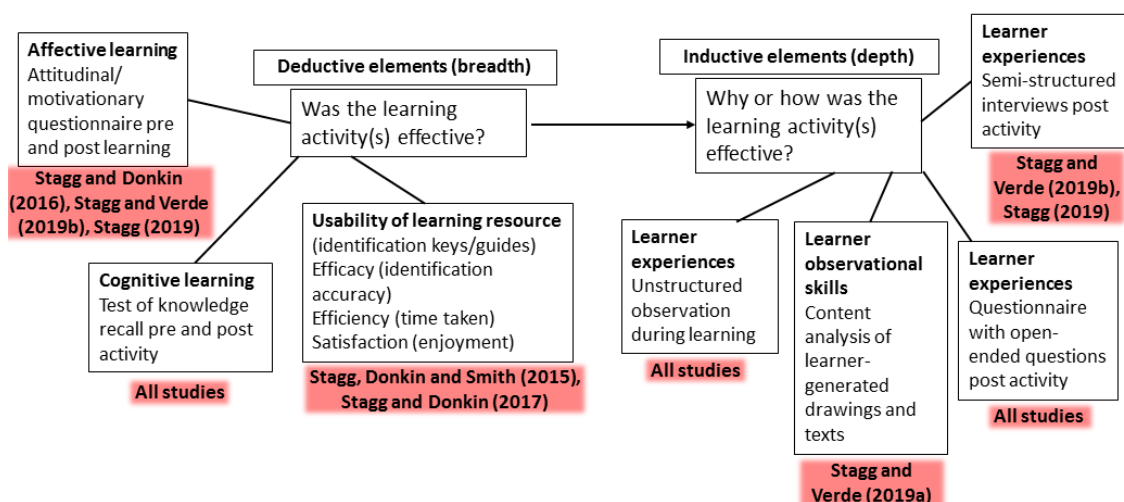 Affective learning
Attitudinal/
motivationary
questionnaire pre
and post learning
Stagg and Donkin
(2016), Stagg and Verde
(2019b), Stagg (2019)
Deductive elements (breadth)
Was the learning
activity(s) effective?
Cognitive learning
Test of knowledge
recall pre and post
activity
All studies
Usability of learning resource
(identification keys/guides)
Efficacy (identification
accuracy)
Efficiency (time taken)
Satisfaction (enjoyment)
Stagg, Donkin and Smith (2015),
Stagg and Donkin (2017)
Inductive elements (depth)
Why or how was the
learning activity(s)
effective?
Learner
experiences
Semi-structured
interviews post
activity
Stagg and
Verde (2019b),
Stagg (2019)
Learner
experiences
Unstructured
observation
during learning
All studies
Learner
observational
skills
Content
analysis of
learner-
generated
drawings and
texts
Stagg and
Verde (2019a)
Learner
experiences
Questionnaire
with open-
ended questions
post activity
All studies